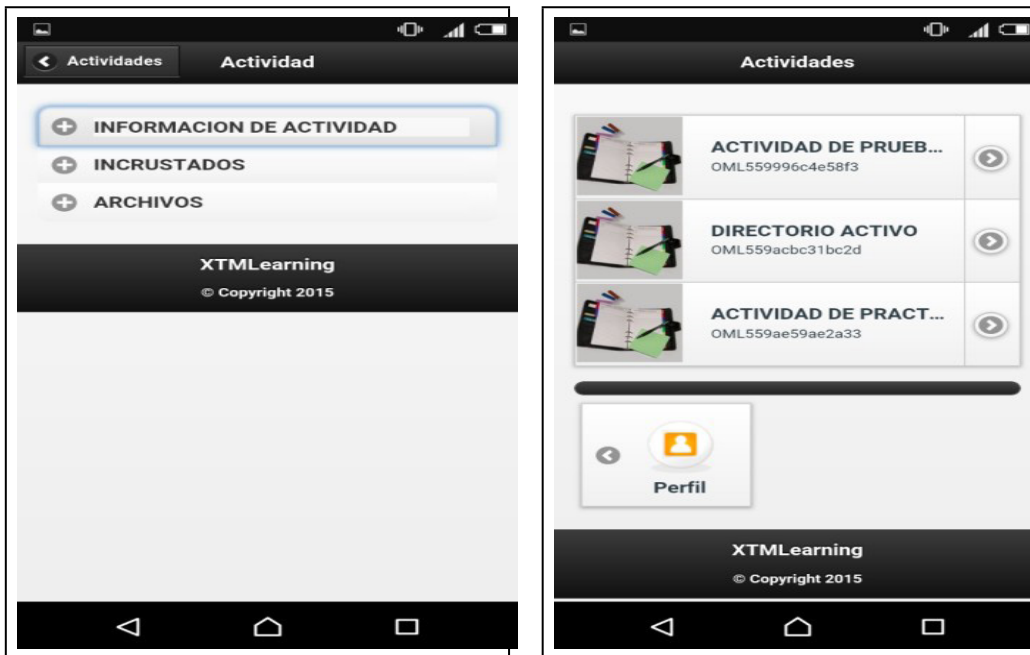 Actividades
Actividad
INFORMACION DE ACTIVIDAD
INCRUSTADOS
ARCHIVOS
XTMLearning
© Copyright 2015
Actividades
ACTIVIDAD DE PRUEB...
OML559996c4e58f3
DIRECTORIO ACTIVO
OML559acbc31bc2d
ACTIVIDAD DE PRACT...
OML559ae59ae2a33
Perfil
XTMLearning
© Copyright 2015